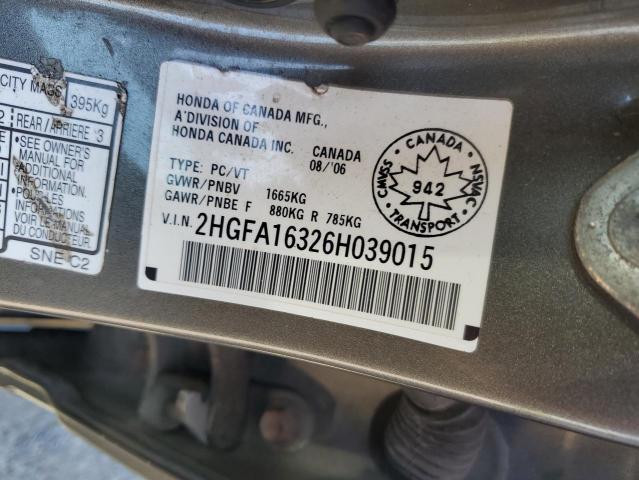 CITY MASS
395Kg
2 REAR/ARRIERE 3
•SEE OWNER'S
MANUAL FOR
ADDITIONAL
INFORMATION.
MANUEL
DU CONDUCTEUR.
SNE C2
HONDA OF CANADA MFG.,
A DIVISION OF
HONDA CANADA INC. CANADA
08/'06
TYPE: PC/VT
GVWR/PNBV 1665KG
GAWR/PNBE F 880KG R 785KG
V.I.N. 2HGFA16326H039015
CANADA
CMVSS
942
NSVAC
TRANSPORT